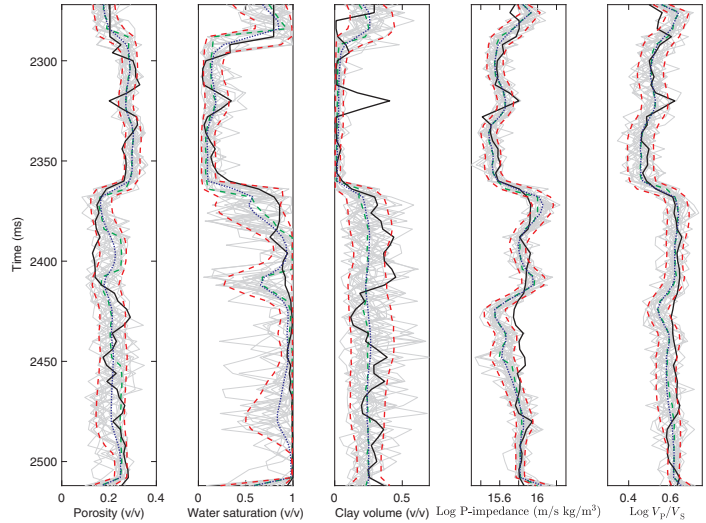 2300
2350
2400
2450
2500
Time (ms)
0 0.2 0.4
Porosity (v/v)
0 0.5 1
Water saturation (v/v)
0 0.5
Clay volume (v/v)
15.6 16
Log P-impedance (m/s kg/m³)
0.4 0.6
Log V_P/V_S